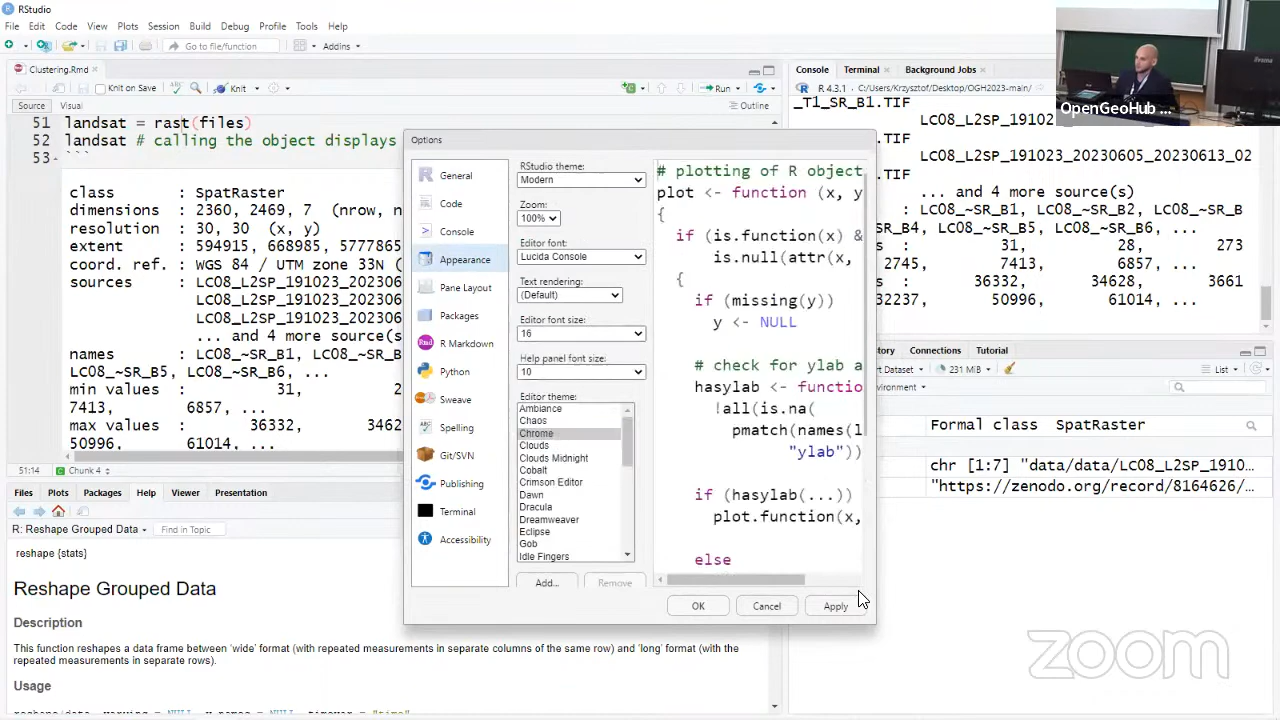 RStudio
File Edit Code View Plots Session Build Debug Profile Tools Help
Go to file/function Addins
Clustering.Rmd
Knit on Save Knit Run
Source Visual Outline
51 landsat = rast(files)
52 landsat # calling the object displays
53 ```
class : SpatRaster
dimensions : 2360, 2469, 7 (nrow, n
resolution : 30, 30 (x, y)
extent : 594915, 668985, 5777865
coord. ref. : WGS 84 / UTM zone 33N (
sources : LC08_L2SP_191023_202306
LC08_L2SP_191023_202306
LC08_L2SP_191023_202306
... and 4 more source(s
names : LC08_~SR_B1, LC08_~SR_B
LC08_~SR_B5, LC08_~SR_B6, ...
min values : 31, 2
7413, 6857, ...
max values : 36332, 3462
50996, 61014, ...
51:14 Chunk 4
Files Plots Packages Help Viewer Presentation
R: Reshape Grouped Data Find in Topic
reshape {stats}
Reshape Grouped Data
Description
This function reshapes a data frame between 'wide' format (with repeated measurements in separate columns of the same row) and 'long' format (with the
repeated measurements in separate rows).
Usage
Options
General
Code
Console
Appearance
Pane Layout
Packages
R Markdown
Python
Sweave
Spelling
Git/SVN
Publishing
Terminal
Accessibility
RStudio theme:
Modern
Zoom:
100%
Editor font:
Lucida Console
Text rendering:
(Default)
Editor font size:
16
Help panel font size:
10
Editor theme:
Ambiance
Chaos
Chrome
Clouds
Clouds Midnight
Cobalt
Crimson Editor
Dawn
Dracula
Dreamweaver
Eclipse
Gob
Idle Fingers
Add... Remove
# plotting of R object
plot <- function (x, y
{
if (is.function(x) &
is.null(attr(x,
{
if (missing(y))
y <- NULL
# check for ylab a
hasylab <- functio
!all(is.na(
pmatch(names(l
"ylab"))
if (hasylab(...))
plot.function(x,
else
OK Cancel Apply
Console Terminal Background Jobs
R 4.3.1 · C:/Users/Krzysztof/Desktop/OGH2023-main/
_T1_SR_B1.TIF
LC08_L2SP_19102
.TIF
LC08_L2SP_191023_20230605_20230613_02
.TIF
... and 4 more source(s)
: LC08_~SR_B1, LC08_~SR_B2, LC08_~SR_B
R_B4, LC08_~SR_B5, LC08_~SR_B6, ...
s : 31, 28, 273
2745, 7413, 6857, ...
s : 36332, 34628, 3661
32237, 50996, 61014, ...
OpenGeoHub ...
tory Connections Tutorial
rt Dataset 231 MiB List
vironment
Formal class SpatRaster
chr [1:7] "data/data/LC08_L2SP_1910...
"https://zenodo.org/record/8164626/...
zoom